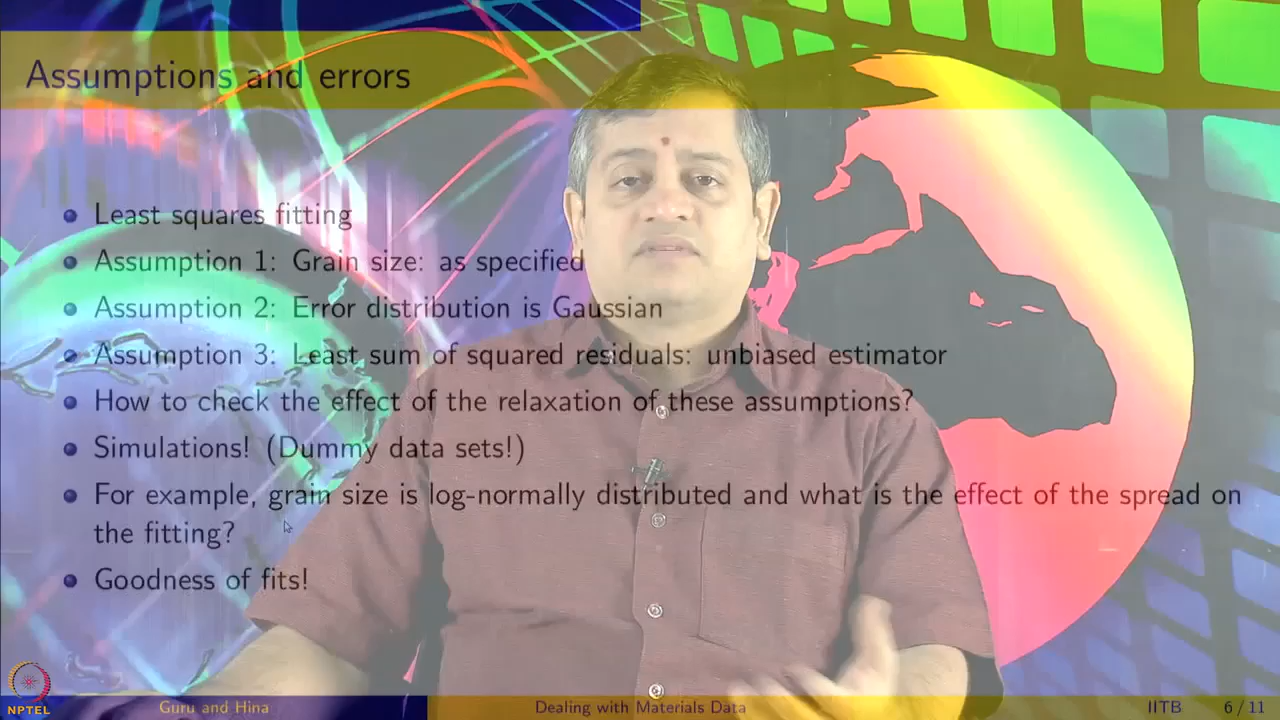 Assumptions and errors
Least squares fitting
Assumption 1: Grain size: as specified
Assumption 2: Error distribution is Gaussian
Assumption 3: Least sum of squared residuals: unbiased estimator
How to check the effect of the relaxation of these assumptions?
Simulations! (Dummy data sets!)
For example, grain size is log-normally distributed and what is the effect of the spread on
the fitting?
Goodness of fits!
NPTEL
Guru and Hina
Dealing with Materials Data
IITB
6 / 11